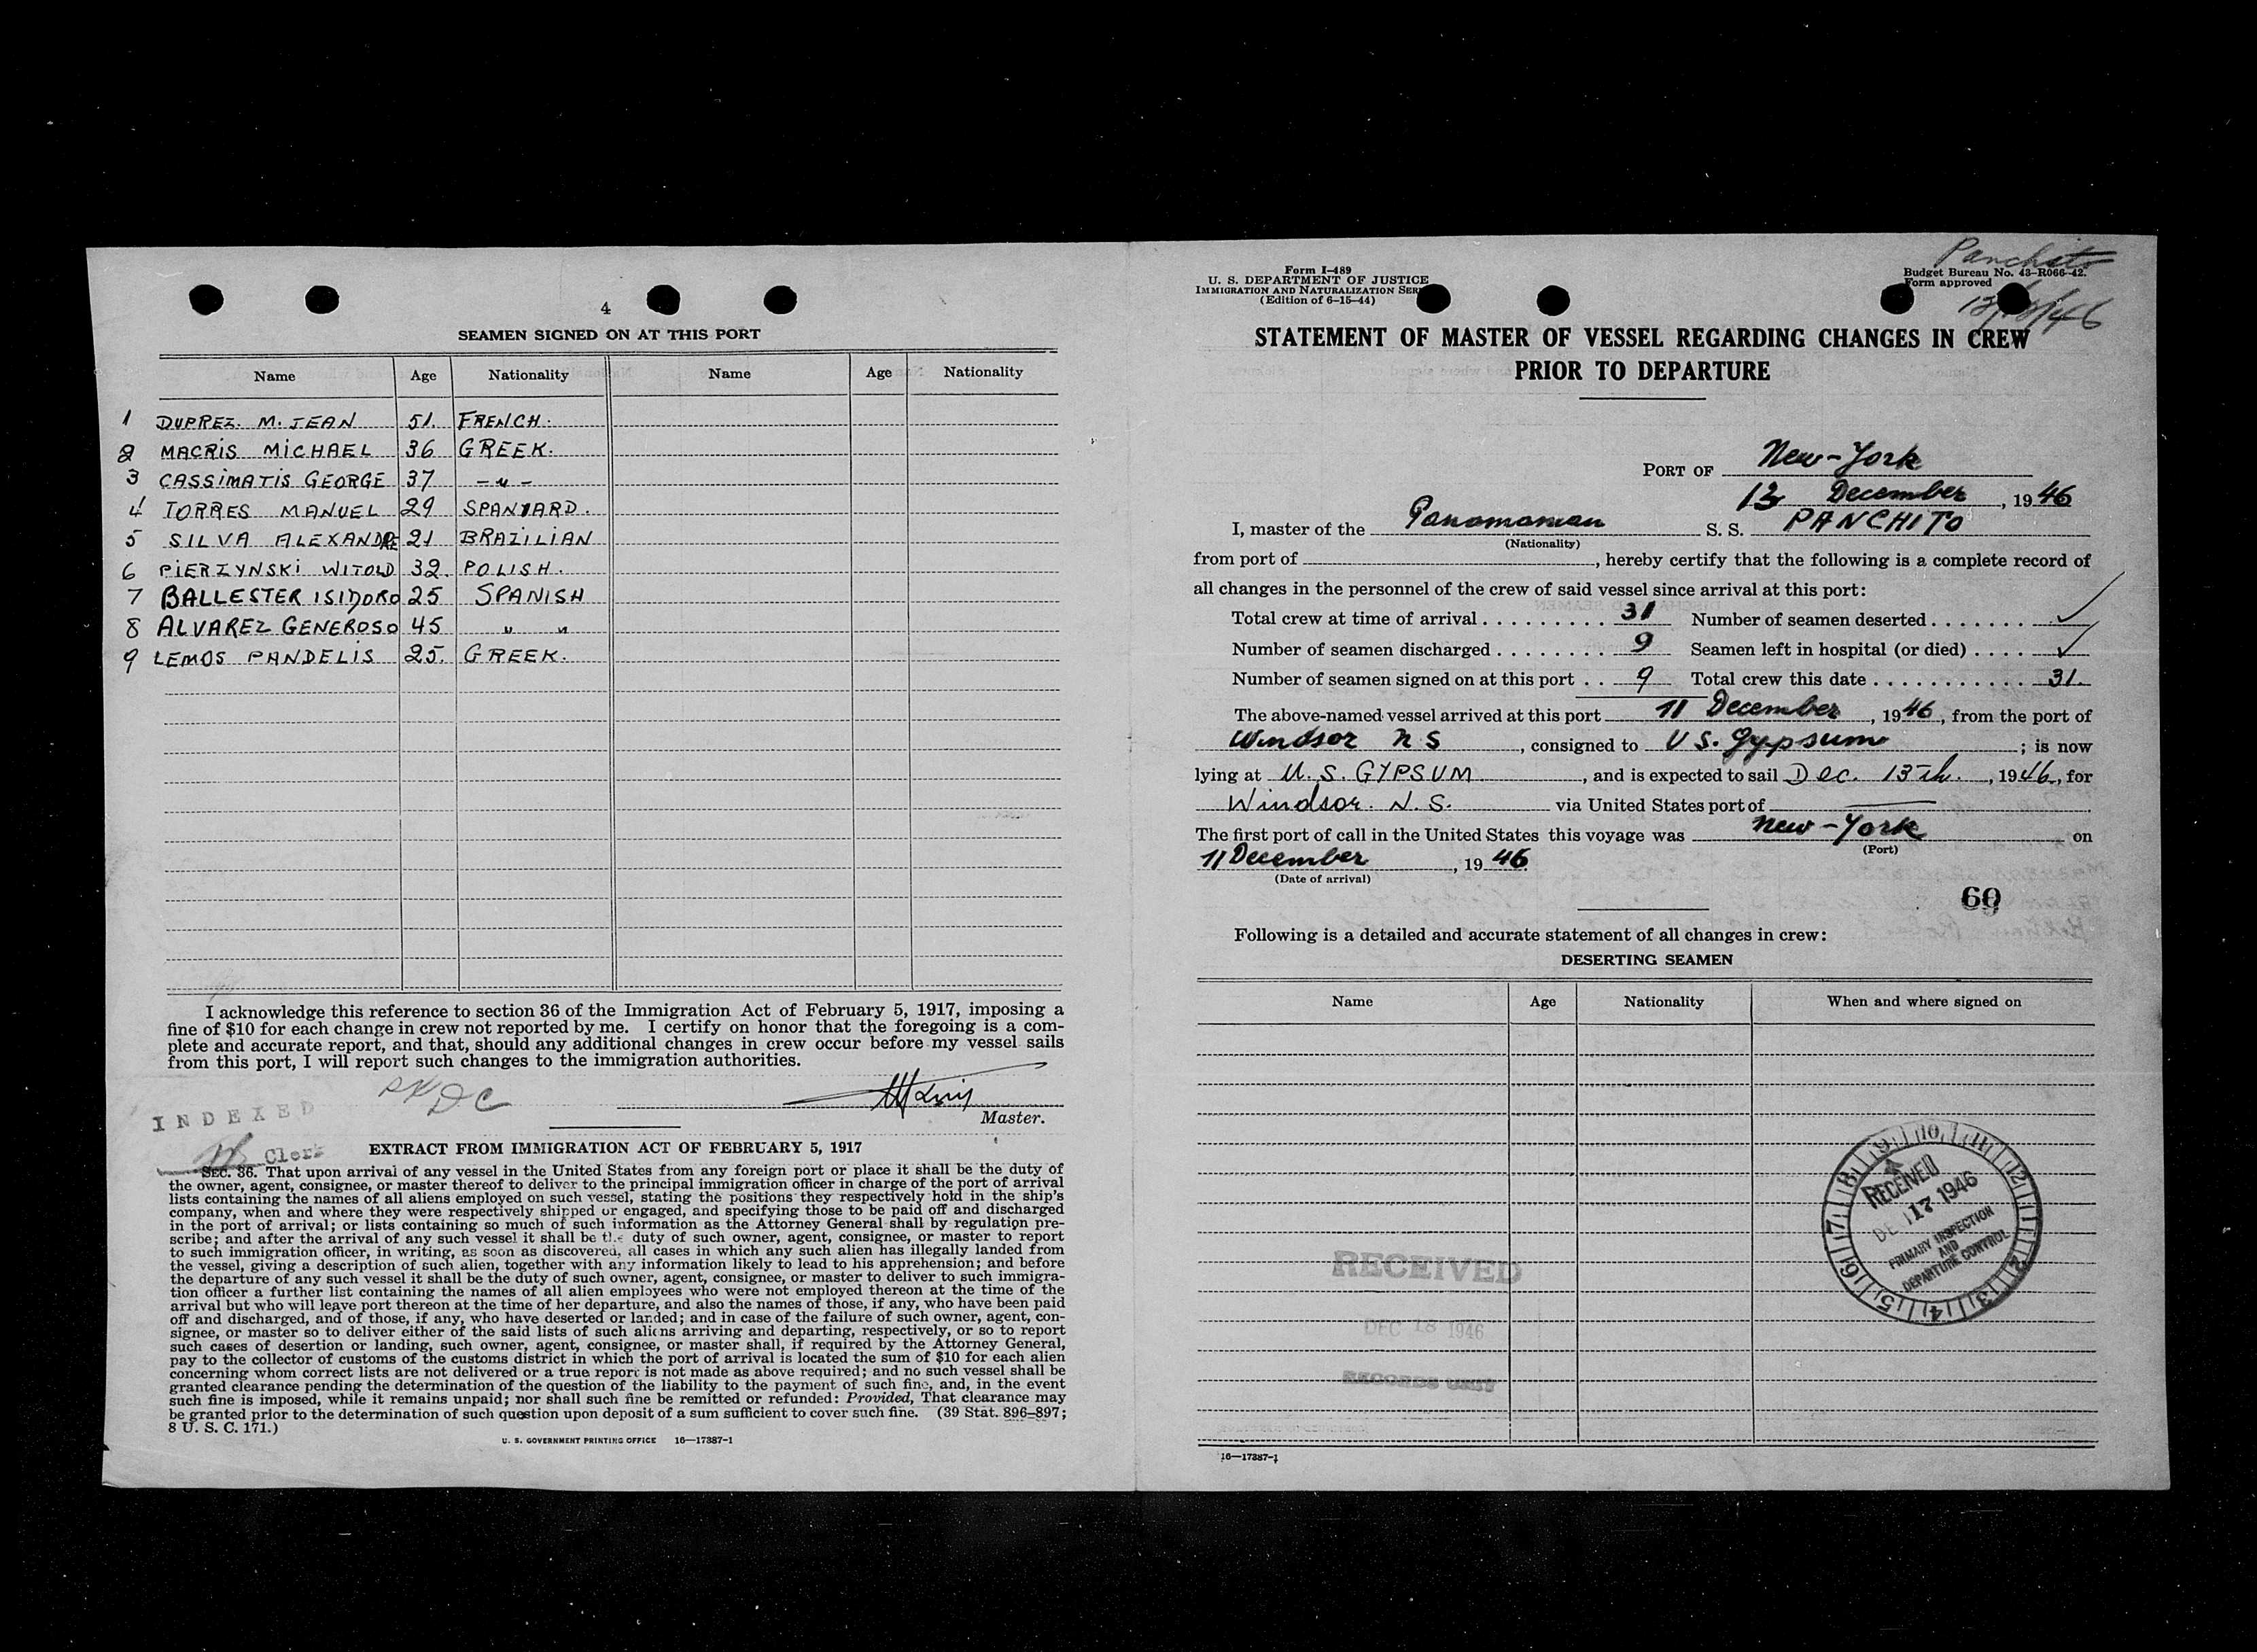 4
SEAMEN SIGNED ON AT THIS PORT
Name Age Nationality Name Age Nationality
1 DUPREZ. M. JEAN 51. FRENCH.
2 MACRIS MICHAEL 36 GREEK.
3 CASSIMATIS GEORGE 37 -〃-
4 TORRES MANUEL 29 SPANYARD.
5 SILVA ALEXANDRE 21 BRAZILIAN
6 PIERZYNSKI WITOLD 32. POLISH.
7 BALLESTER ISIDORO 25 SPANISH
8 ALVAREZ GENEROSO 45 〃 〃
9 LEMOS PANDELIS 25. GREEK.
I acknowledge this reference to section 36 of the Immigration Act of February 5, 1917, imposing a
fine of $10 for each change in crew not reported by me. I certify on honor that the foregoing is a com-
plete and accurate report, and that, should any additional changes in crew occur before my vessel sails
from this port, I will report such changes to the immigration authorities.
Master.
INDEXED
Clerk
EXTRACT FROM IMMIGRATION ACT OF FEBRUARY 5, 1917
SEC. 36. That upon arrival of any vessel in the United States from any foreign port or place it shall be the duty of
the owner, agent, consignee, or master thereof to deliver to the principal immigration officer in charge of the port of arrival
lists containing the names of all aliens employed on such vessel, stating the positions they respectively hold in the ship's
company, when and where they were respectively shipped or engaged, and specifying those to be paid off and discharged
in the port of arrival; or lists containing so much of such information as the Attorney General shall by regulation pre-
scribe; and after the arrival of any such vessel it shall be the duty of such owner, agent, consignee, or master to report
to such immigration officer, in writing, as soon as discovered, all cases in which any such alien has illegally landed from
the vessel, giving a description of such alien, together with any information likely to lead to his apprehension; and before
the departure of any such vessel it shall be the duty of such owner, agent, consignee, or master to deliver to such immigra-
tion officer a further list containing the names of all alien employees who were not employed thereon at the time of the
arrival but who will leave port thereon at the time of her departure, and also the names of those, if any, who have been paid
off and discharged, and of those, if any, who have deserted or landed; and in case of the failure of such owner, agent, con-
signee, or master so to deliver either of the said lists of such aliens arriving and departing, respectively, or so to report
such cases of desertion or landing, such owner, agent, consignee, or master shall, if required by the Attorney General,
pay to the collector of customs of the customs district in which the port of arrival is located the sum of $10 for each alien
concerning whom correct lists are not delivered or a true report is not made as above required; and no such vessel shall be
granted clearance pending the determination of the question of the liability to the payment of such fine, and, in the event
such fine is imposed, while it remains unpaid; nor shall such fine be remitted or refunded: Provided, That clearance may
be granted prior to the determination of such question upon deposit of a sum sufficient to cover such fine. (39 Stat. 896–897;
8 U. S. C. 171.)
U. S. GOVERNMENT PRINTING OFFICE 16—17387-1
Panchito
Form I-489
U. S. DEPARTMENT OF JUSTICE
IMMIGRATION AND NATURALIZATION SER
(Edition of 6-15-44)
Budget Bureau No. 43-R066-42.
Form approved
STATEMENT OF MASTER OF VESSEL REGARDING CHANGES IN CREW
PRIOR TO DEPARTURE
PORT OF New-York
13 December, 1946
I, master of the Panamanian S. S. PANCHITO
(Nationality)
from port of , hereby certify that the following is a complete record of
all changes in the personnel of the crew of said vessel since arrival at this port:
Total crew at time of arrival . . . . . . . . . . 31 Number of seamen deserted . . . . . . . ✓
Number of seamen discharged . . . . . . . . 9 Seamen left in hospital (or died) . . . . ✓
Number of seamen signed on at this port . . 9 Total crew this date . . . . . . . . . . . . 31.
The above-named vessel arrived at this port 11 December, 1946, from the port of
Windsor N S, consigned to U S. Gypsum ; is now
lying at U. S. GYPSUM, and is expected to sail Dec. 13th., 1946, for
Windsor. N. S. via United States port of —.
The first port of call in the United States this voyage was New-York on
(Port)
11 December, 1946.
(Date of arrival)
Following is a detailed and accurate statement of all changes in crew:
DESERTING SEAMEN
Name Age Nationality When and where signed on
9 10 11 12 1 2 3 4 5 6 7 8
RECEIVED
DE 17 1946
PRIMARY INSPECTION
AND
DEPARTURE CONTROL
RECEIVED
DEC 18 1946
RECORDS UNIT
16—17387-1